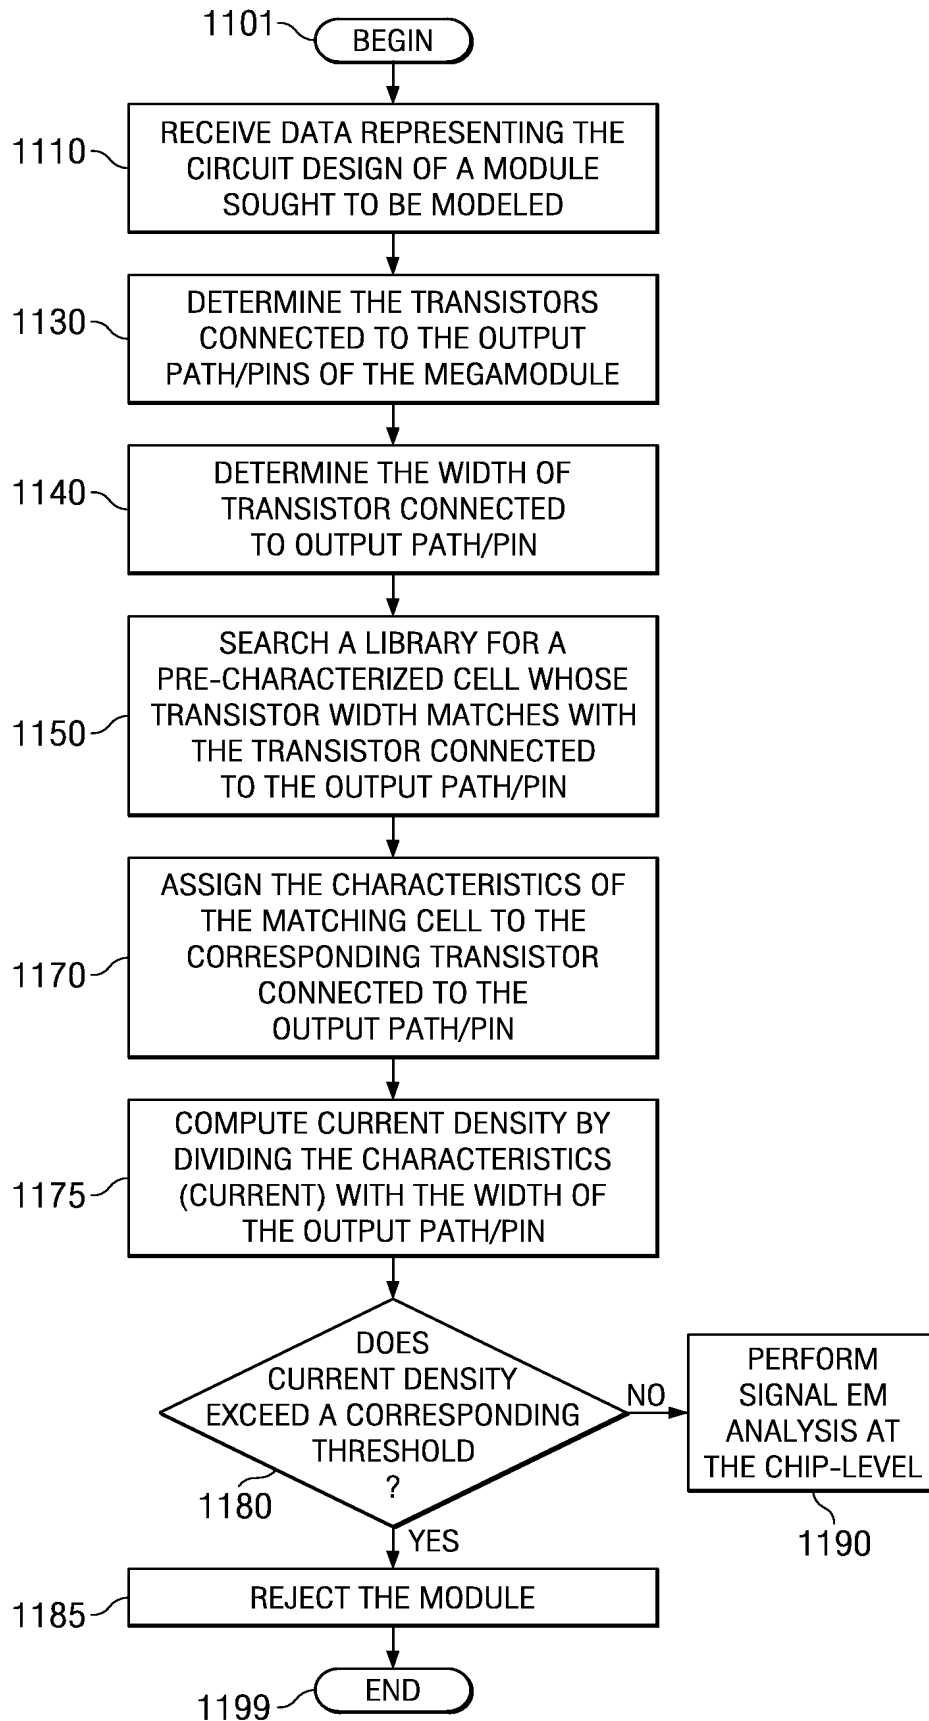 1101
BEGIN
1110
RECEIVE DATA REPRESENTING THE
CIRCUIT DESIGN OF A MODULE
SOUGHT TO BE MODELED
1130
DETERMINE THE TRANSISTORS
CONNECTED TO THE OUTPUT
PATH/PINS OF THE MEGAMODULE
1140
DETERMINE THE WIDTH OF
TRANSISTOR CONNECTED
TO OUTPUT PATH/PIN
1150
SEARCH A LIBRARY FOR A
PRE-CHARACTERIZED CELL WHOSE
TRANSISTOR WIDTH MATCHES WITH
THE TRANSISTOR CONNECTED
TO THE OUTPUT PATH/PIN
1170
ASSIGN THE CHARACTERISTICS OF
THE MATCHING CELL TO THE
CORRESPONDING TRANSISTOR
CONNECTED TO THE
OUTPUT PATH/PIN
1175
COMPUTE CURRENT DENSITY BY
DIVIDING THE CHARACTERISTICS
(CURRENT) WITH THE WIDTH OF
THE OUTPUT PATH/PIN
DOES
CURRENT DENSITY
EXCEED A CORRESPONDING
THRESHOLD
?
1180
NO
PERFORM
SIGNAL EM
ANALYSIS AT
THE CHIP-LEVEL
1190
YES
1185
REJECT THE MODULE
1199
END